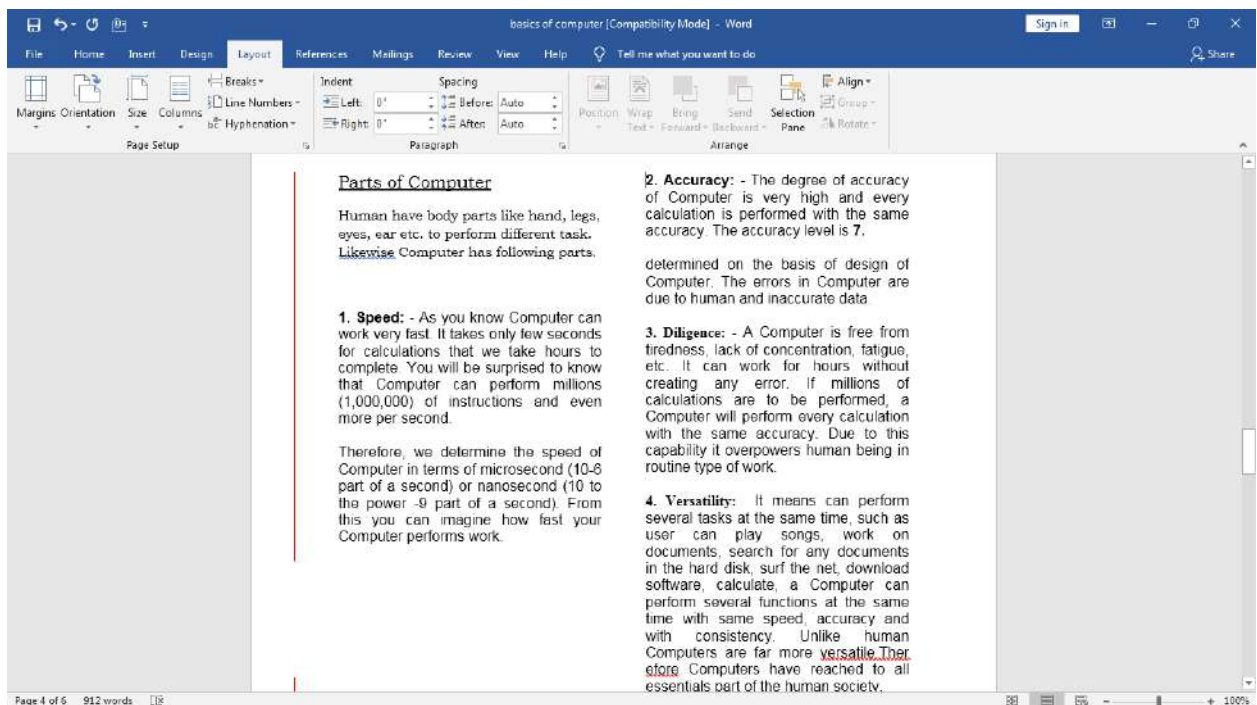 basics of computer [Compatibility Mode] - Word
Sign in
File Home Insert Design Layout References Mailings Review View Help Tell me what you want to do Share
Margins Orientation Size Columns
Breaks
Line Numbers
Hyphenation
Page Setup
Indent
Left: 0"
Right: 0"
Spacing
Before: Auto
After: Auto
Paragraph
Position Wrap Text Bring Forward Send Backward Selection Pane
Align
Group
Rotate
Arrange
Parts of Computer
Human have body parts like hand, legs,
eyes, ear etc. to perform different task.
Likewise Computer has following parts.
1. Speed: - As you know Computer can
work very fast. It takes only few seconds
for calculations that we take hours to
complete. You will be surprised to know
that Computer can perform millions
(1,000,000) of instructions and even
more per second.
Therefore, we determine the speed of
Computer in terms of microsecond (10-6
part of a second) or nanosecond (10 to
the power -9 part of a second). From
this you can imagine how fast your
Computer performs work.
2. Accuracy: - The degree of accuracy
of Computer is very high and every
calculation is performed with the same
accuracy. The accuracy level is 7.
determined on the basis of design of
Computer. The errors in Computer are
due to human and inaccurate data.
3. Diligence: - A Computer is free from
tiredness, lack of concentration, fatigue,
etc. It can work for hours without
creating any error. If millions of
calculations are to be performed, a
Computer will perform every calculation
with the same accuracy. Due to this
capability it overpowers human being in
routine type of work.
4. Versatility: It means can perform
several tasks at the same time, such as
user can play songs, work on
documents, search for any documents
in the hard disk, surf the net, download
software, calculate, a Computer can
perform several functions at the same
time with same speed, accuracy and
with consistency. Unlike human
Computers are far more versatile.Ther
efore Computers have reached to all
essentials part of the human society.
Page 4 of 6 912 words
100%